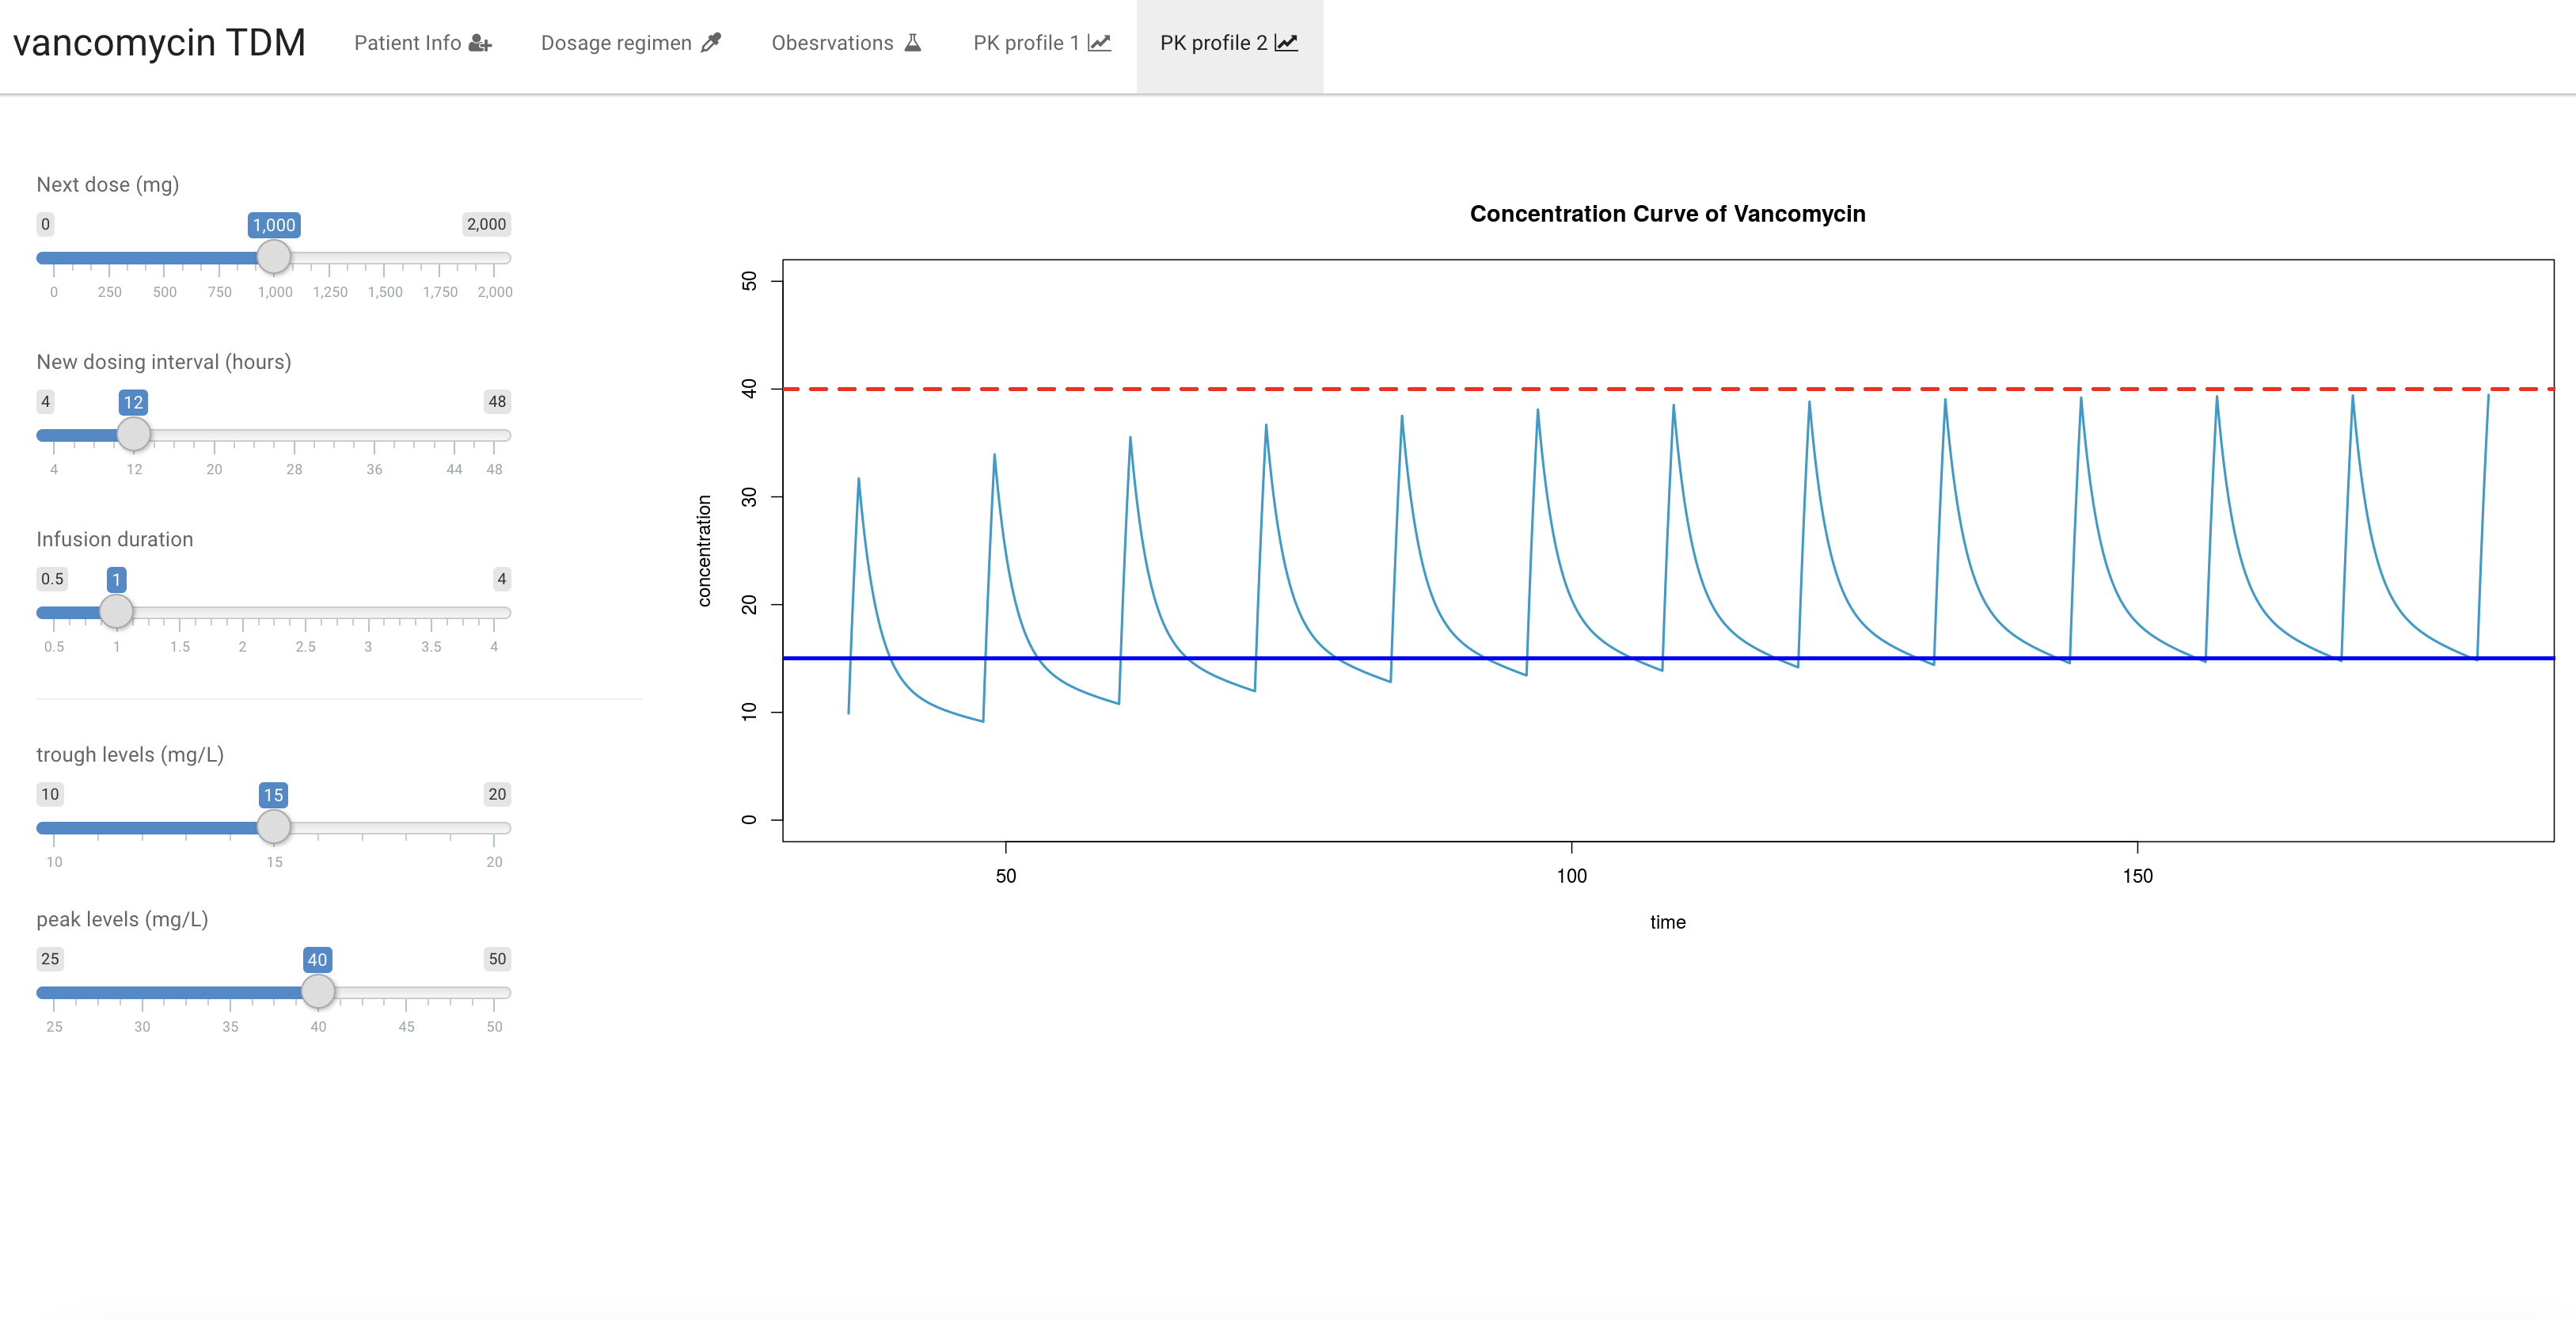 vancomycin TDM Patient Info Dosage regimen Obesrvations PK profile 1 PK profile 2
Next dose (mg)
0 1,000 2,000
0 250 500 750 1,000 1,250 1,500 1,750 2,000
New dosing interval (hours)
4 12 48
4 12 20 28 36 44 48
Infusion duration
0.5 1 4
0.5 1 1.5 2 2.5 3 3.5 4
trough levels (mg/L)
10 15 20
10 15 20
peak levels (mg/L)
25 40 50
25 30 35 40 45 50
Concentration Curve of Vancomycin
concentration
50
40
30
20
10
0
50 100 150
time